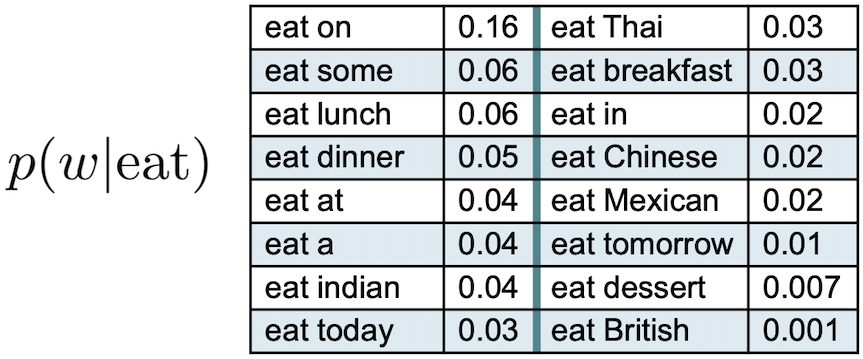 p(w|eat)
eat on 0.16 eat Thai 0.03
eat some 0.06 eat breakfast 0.03
eat lunch 0.06 eat in 0.02
eat dinner 0.05 eat Chinese 0.02
eat at 0.04 eat Mexican 0.02
eat a 0.04 eat tomorrow 0.01
eat indian 0.04 eat dessert 0.007
eat today 0.03 eat British 0.001